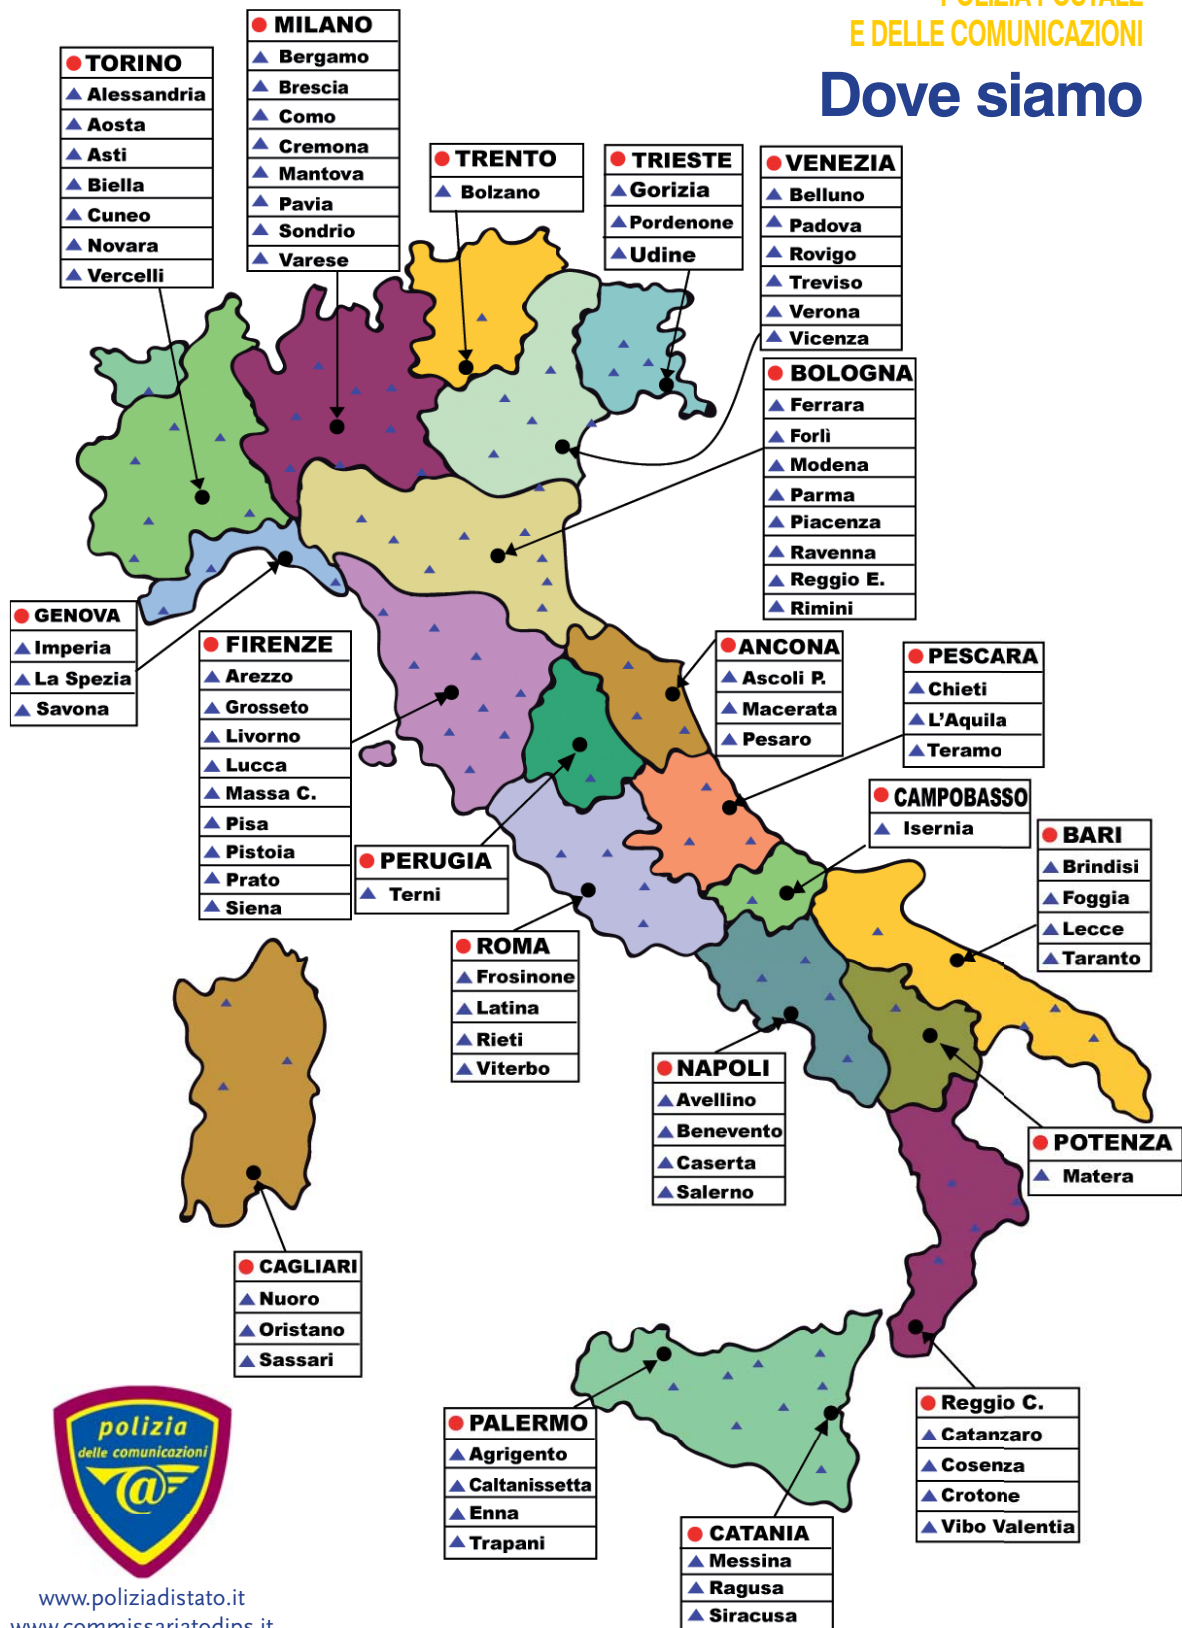 POLIZIA POSTALE
E DELLE COMUNICAZIONI
Dove siamo
TORINO
Alessandria
Aosta
Asti
Biella
Cuneo
Novara
Vercelli
MILANO
Bergamo
Brescia
Como
Cremona
Mantova
Pavia
Sondrio
Varese
TRENTO
Bolzano
TRIESTE
Gorizia
Pordenone
Udine
VENEZIA
Belluno
Padova
Rovigo
Treviso
Verona
Vicenza
BOLOGNA
Ferrara
Forlì
Modena
Parma
Piacenza
Ravenna
Reggio E.
Rimini
GENOVA
Imperia
La Spezia
Savona
FIRENZE
Arezzo
Grosseto
Livorno
Lucca
Massa C.
Pisa
Pistoia
Prato
Siena
ANCONA
Ascoli P.
Macerata
Pesaro
PESCARA
Chieti
L'Aquila
Teramo
CAMPOBASSO
Isernia
BARI
Brindisi
Foggia
Lecce
Taranto
PERUGIA
Terni
ROMA
Frosinone
Latina
Rieti
Viterbo
NAPOLI
Avellino
Benevento
Caserta
Salerno
POTENZA
Matera
CAGLIARI
Nuoro
Oristano
Sassari
PALERMO
Agrigento
Caltanissetta
Enna
Trapani
CATANIA
Messina
Ragusa
Siracusa
Reggio C.
Catanzaro
Cosenza
Crotone
Vibo Valentia
polizia
delle comunicazioni
@
www.poliziadistato.it
www.commissariatodips.it